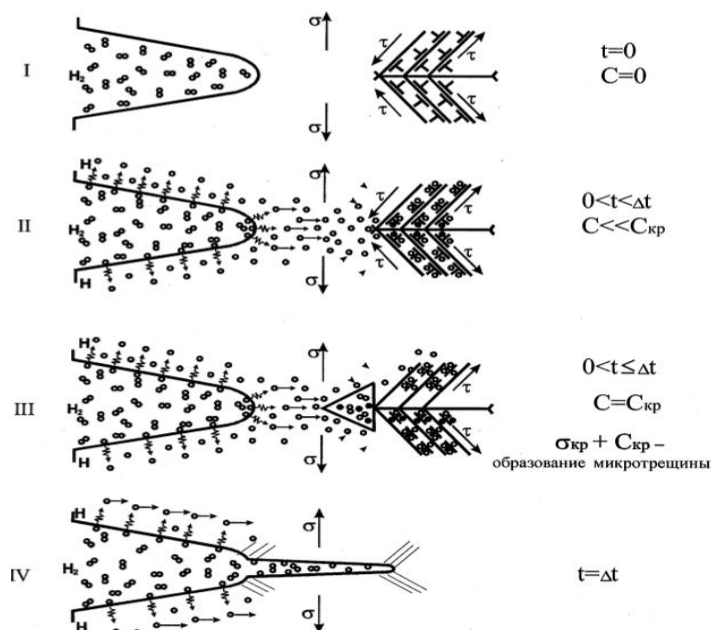 I
H₂
σ
σ
τ
τ
τ
τ
t=0
C=0
II
H
H₂
H
σ
σ
τ
τ
τ
τ
0<t<Δt
C<<Cкр
III
H
H₂
H
σ
σ
τ
τ
0<t≤Δt
C=Cкр
σкр + Cкр –
образование микротрещины
IV
H
H₂
H
σ
σ
t=Δt